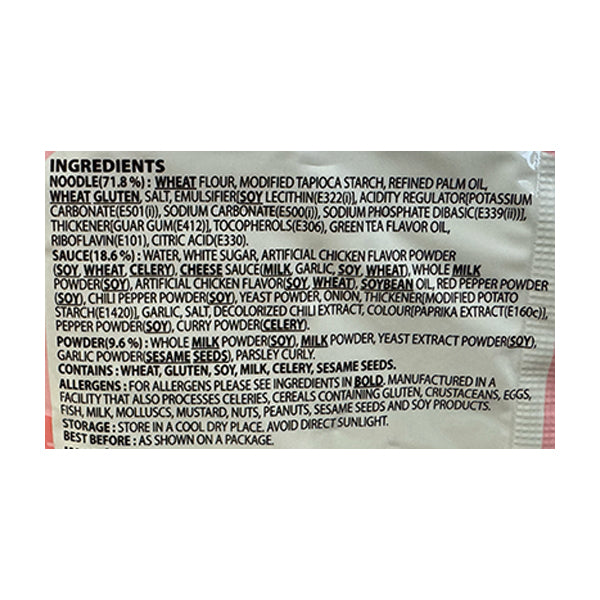 INGREDIENTS
NOODLE(71.8 %) : WHEAT FLOUR, MODIFIED TAPIOCA STARCH, REFINED PALM OIL,
WHEAT GLUTEN, SALT, EMULSIFIER[SOY LECITHIN(E322(i)], ACIDITY REGULATOR[POTASSIUM
CARBONATE(E501(i)), SODIUM CARBONATE(E500(i)), SODIUM PHOSPHATE DIBASIC(E339(ii))],
THICKENER[GUAR GUM(E412)], TOCOPHEROLS(E306), GREEN TEA FLAVOR OIL,
RIBOFLAVIN(E101), CITRIC ACID(E330).
SAUCE(18.6 %) : WATER, WHITE SUGAR, ARTIFICIAL CHICKEN FLAVOR POWDER
(SOY, WHEAT, CELERY), CHEESE SAUCE(MILK, GARLIC, SOY, WHEAT), WHOLE MILK
POWDER(SOY), ARTIFICIAL CHICKEN FLAVOR(SOY, WHEAT), SOYBEAN OIL, RED PEPPER POWDER
(SOY), CHILI PEPPER POWDER(SOY), YEAST POWDER, ONION, THICKENER[MODIFIED POTATO
STARCH(E1420)], GARLIC, SALT, DECOLORIZED CHILI EXTRACT, COLOUR(PAPRIKA EXTRACT(E160c)],
PEPPER POWDER(SOY), CURRY POWDER(CELERY).
POWDER(9.6 %) : WHOLE MILK POWDER(SOY), MILK POWDER, YEAST EXTRACT POWDER(SOY),
GARLIC POWDER(SESAME SEEDS), PARSLEY CURLY.
CONTAINS : WHEAT, GLUTEN, SOY, MILK, CELERY, SESAME SEEDS.
ALLERGENS : FOR ALLERGENS PLEASE SEE INGREDIENTS IN BOLD. MANUFACTURED IN A
FACILITY THAT ALSO PROCESSES CELERIES, CEREALS CONTAINING GLUTEN, CRUSTACEANS, EGGS,
FISH, MILK, MOLLUSCS, MUSTARD, NUTS, PEANUTS, SESAME SEEDS AND SOY PRODUCTS.
STORAGE : STORE IN A COOL DRY PLACE. AVOID DIRECT SUNLIGHT.
BEST BEFORE : AS SHOWN ON A PACKAGE.